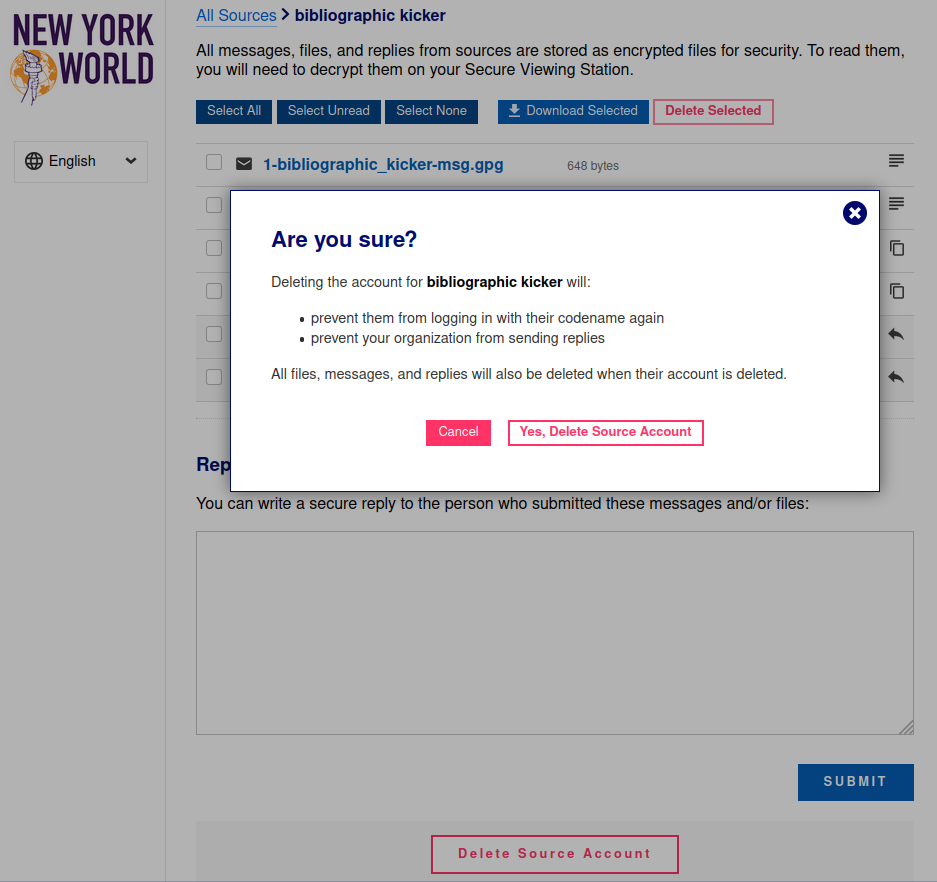 NEW YORK
WORLD
English
All Sources bibliographic kicker
All messages, files, and replies from sources are stored as encrypted files for security. To read them,
you will need to decrypt them on your Secure Viewing Station.
Select All Select Unread Select None Download Selected Delete Selected
1-bibliographic_kicker-msg.gpg 648 bytes
Are you sure?
Deleting the account for bibliographic kicker will:
• prevent them from logging in with their codename again
• prevent your organization from sending replies
All files, messages, and replies will also be deleted when their account is deleted.
Cancel Yes, Delete Source Account
Rep
You can write a secure reply to the person who submitted these messages and/or files:
SUBMIT
Delete Source Account